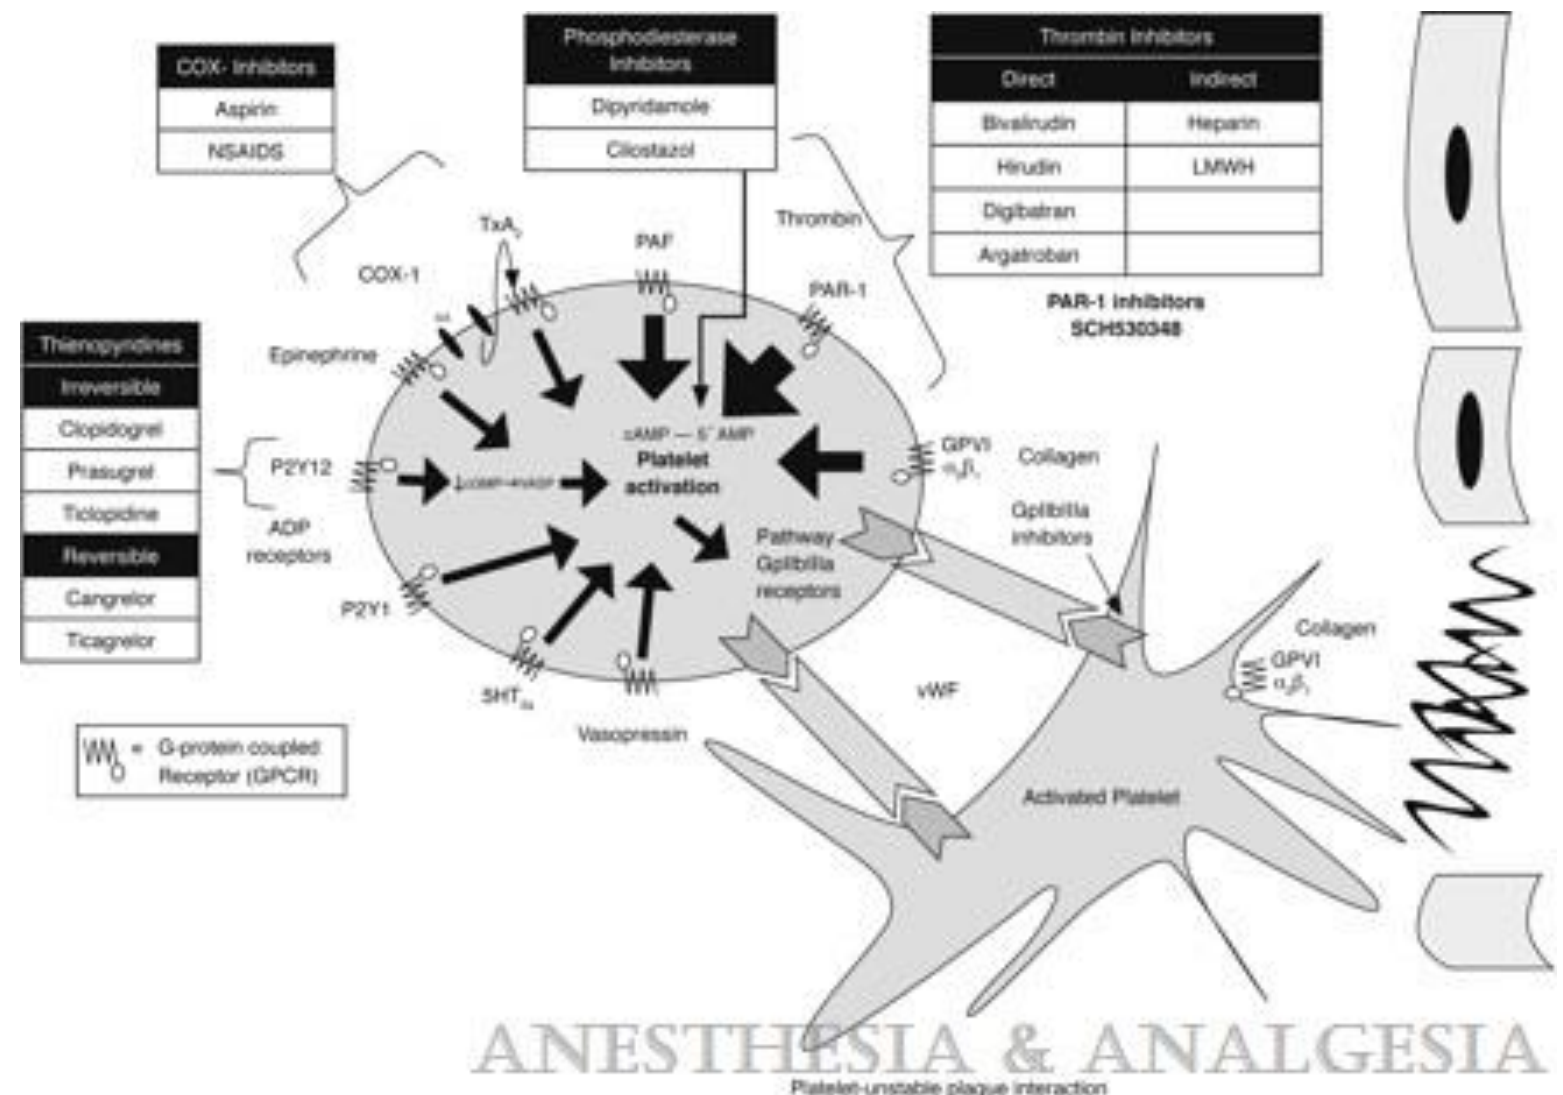 COX- Inhibitors
Aspirin
NSAIDS
Phosphodiesterase
Inhibitors
Dipyridamole
Cilostazol
Thrombin Inhibitors
Direct Indirect
Bivalirudin Heparin
Hirudin LMWH
Digibatran
Argatroban
PAR-1 inhibitors
SCH530348
Thrombin
TxA2
PAF
COX-1
PAR-1
Epinephrine
Thienopyridines
Irreversible
Clopidogrel
Prasugrel
Ticlopidine
Reversible
Cangrelor
Ticagrelor
P2Y12
ADP
receptors
P2Y1
cAMP — 5' AMP
Platelet
activation
GPVI
Collagen
GpIIbIIIa
inhibitors
Pathway
GpIIbIIIa
receptors
5HT
Vasopressin
vWF
Collagen
GPVI
Activated Platelet
= G-protein coupled
Receptor (GPCR)
ANESTHESIA & ANALGESIA
Platelet-unstable plaque interaction